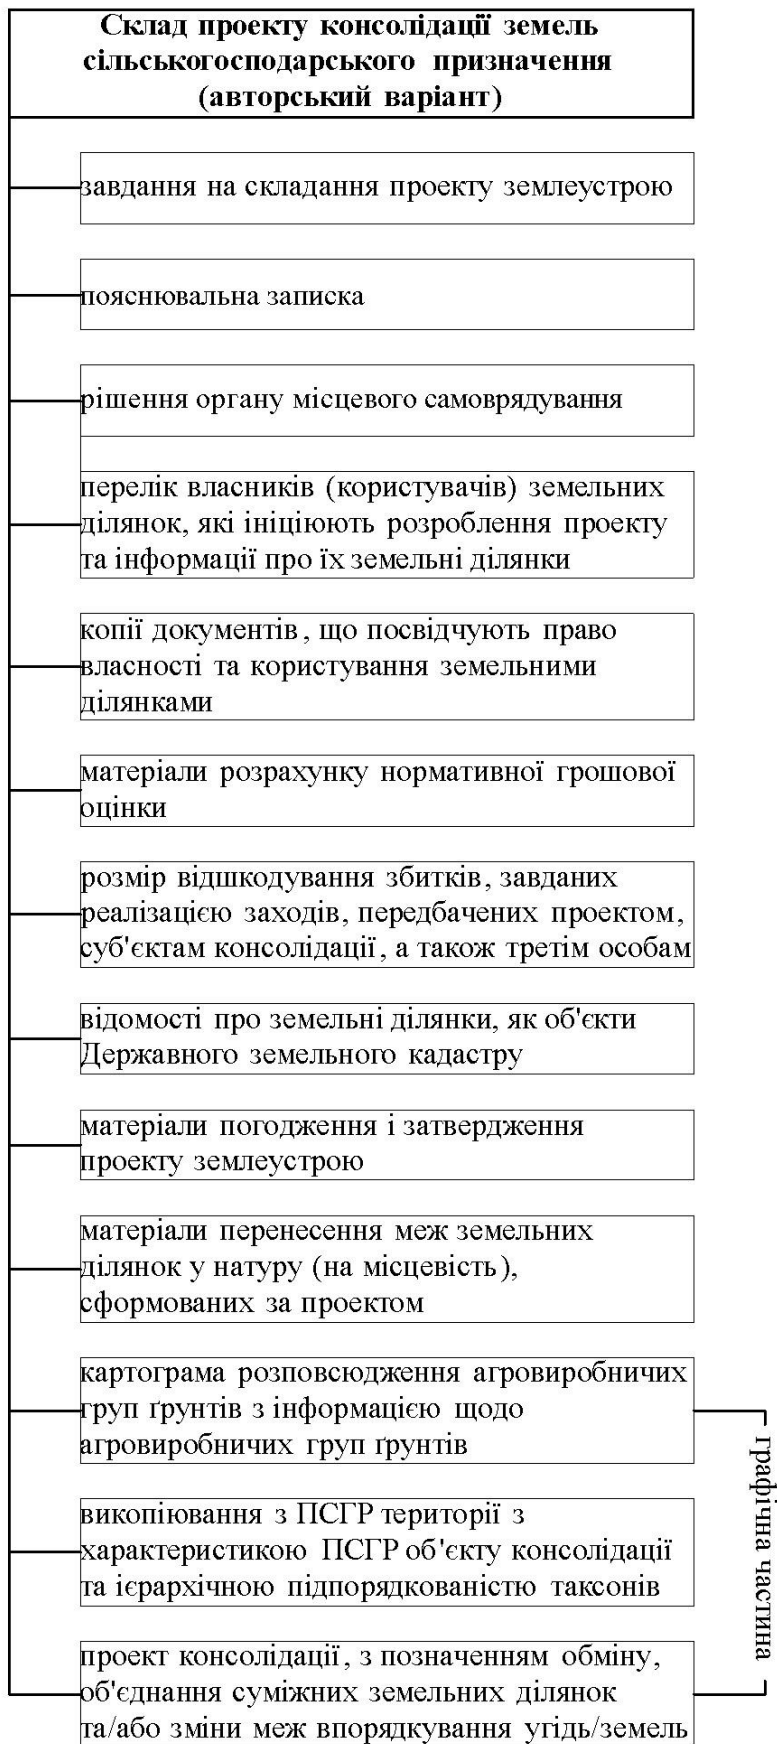 Склад проекту консолідації земель
сільськогосподарського призначення
(авторський варіант)
завдання на складання проекту землеустрою
пояснювальна записка
рішення органу місцевого самоврядування
перелік власників (користувачів) земельних
ділянок, які ініціюють розроблення проекту
та інформації про їх земельні ділянки
копії документів, що посвідчують право
власності та користування земельними
ділянками
матеріали розрахунку нормативної грошової
оцінки
розмір відшкодування збитків, завданих
реалізацією заходів, передбачених проектом,
суб'єктам консолідації, а також третім особам
відомості про земельні ділянки, як об'єкти
Державного земельного кадастру
матеріали погодження і затвердження
проекту землеустрою
матеріали перенесення меж земельних
ділянок у натуру (на місцевість),
сформованих за проектом
картограма розповсюдження агровиробничих
груп ґрунтів з інформацією щодо
агровиробничих груп ґрунтів
викопіювання з ПСГР території з
характеристикою ПСГР об'єкту консолідації
та ієрархічною підпорядкованістю таксонів
проект консолідації, з позначенням обміну,
об'єднання суміжних земельних ділянок
та/або зміни меж впорядкування угідь/земель
графічна частина